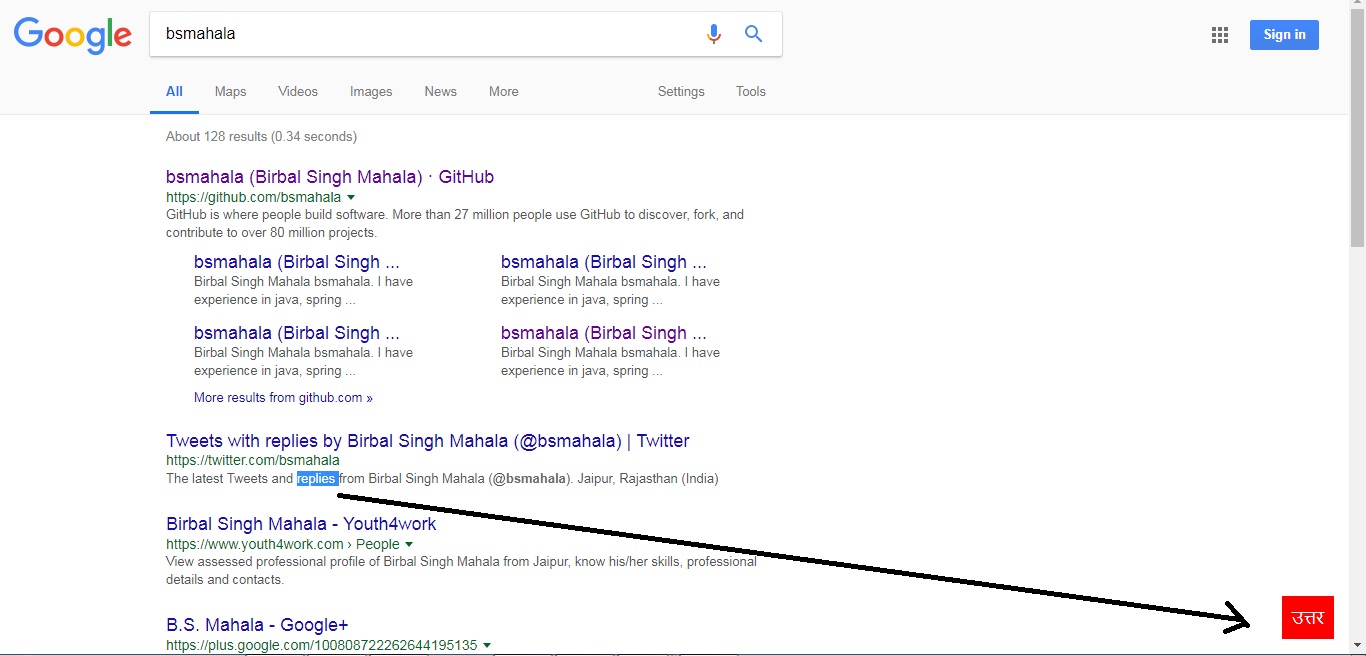 Google
bsmahala
Sign in
All Maps Videos Images News More Settings Tools
About 128 results (0.34 seconds)
bsmahala (Birbal Singh Mahala) · GitHub
https://github.com/bsmahala
GitHub is where people build software. More than 27 million people use GitHub to discover, fork, and
contribute to over 80 million projects.
bsmahala (Birbal Singh ...
Birbal Singh Mahala bsmahala. I have
experience in java, spring ...
bsmahala (Birbal Singh ...
Birbal Singh Mahala bsmahala. I have
experience in java, spring ...
bsmahala (Birbal Singh ...
Birbal Singh Mahala bsmahala. I have
experience in java, spring ...
bsmahala (Birbal Singh ...
Birbal Singh Mahala bsmahala. I have
experience in java, spring ...
More results from github.com »
Tweets with replies by Birbal Singh Mahala (@bsmahala) | Twitter
https://twitter.com/bsmahala
The latest Tweets and replies from Birbal Singh Mahala (@bsmahala). Jaipur, Rajasthan (India)
Birbal Singh Mahala - Youth4work
https://www.youth4work.com › People
View assessed professional profile of Birbal Singh Mahala from Jaipur, know his/her skills, professional
details and contacts.
उत्तर
B.S. Mahala - Google+
https://plus.google.com/100808722262644195135